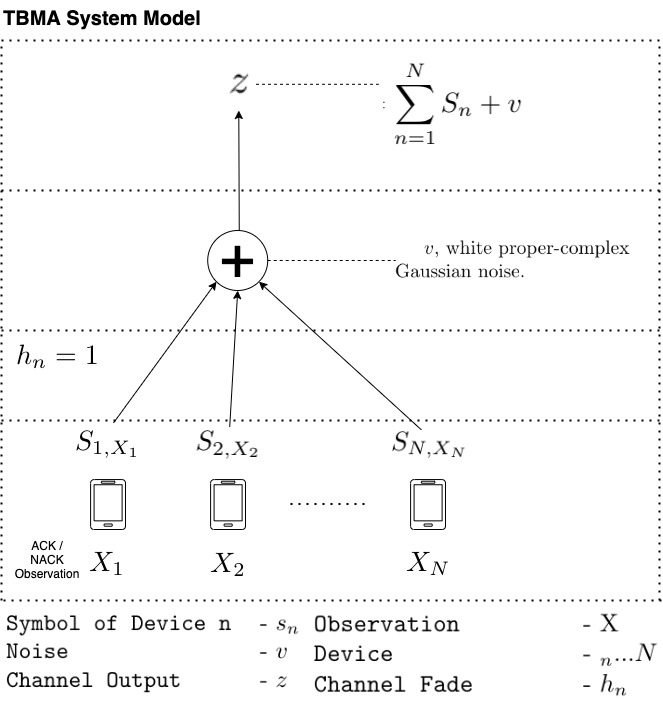 TBMA System Model
z : \sum_{n=1}^{N} S_n + v
v, white proper-complex
Gaussian noise.
h_n = 1
S_{1,X_1} S_{2,X_2} S_{N,X_N}
..........
ACK /
NACK
Observation
X_1 X_2 X_N
Symbol of Device n - s_n Observation - X
Noise - v Device - _n...N
Channel Output - z Channel Fade - h_n